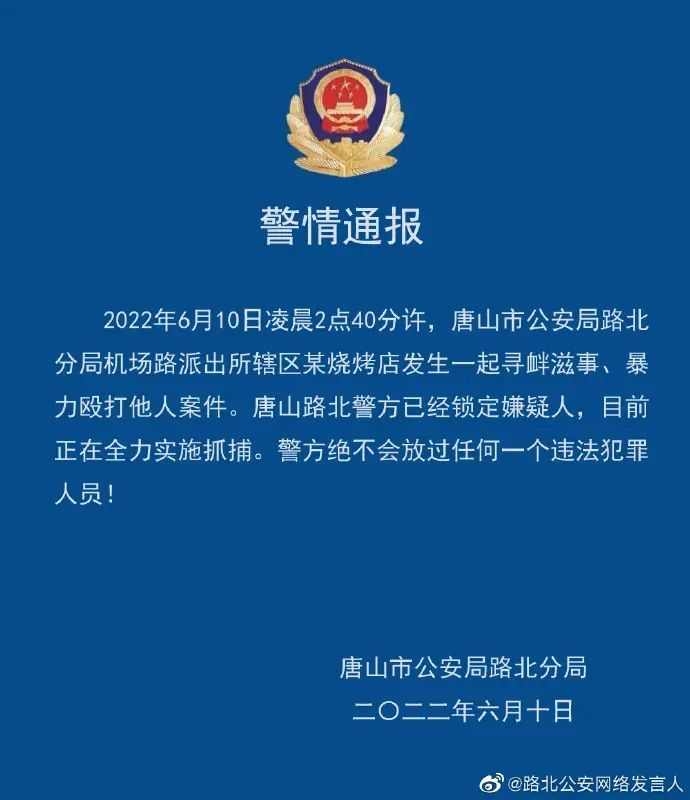 警情通报
2022年6月10日凌晨2点40分许，唐山市公安局路北
分局机场路派出所辖区某烧烤店发生一起寻衅滋事、暴
力殴打他人案件。唐山路北警方已经锁定嫌疑人，目前
正在全力实施抓捕。警方绝不会放过任何一个违法犯罪
人员！
唐山市公安局路北分局
二〇二二年六月十日
@路北公安网络发言人